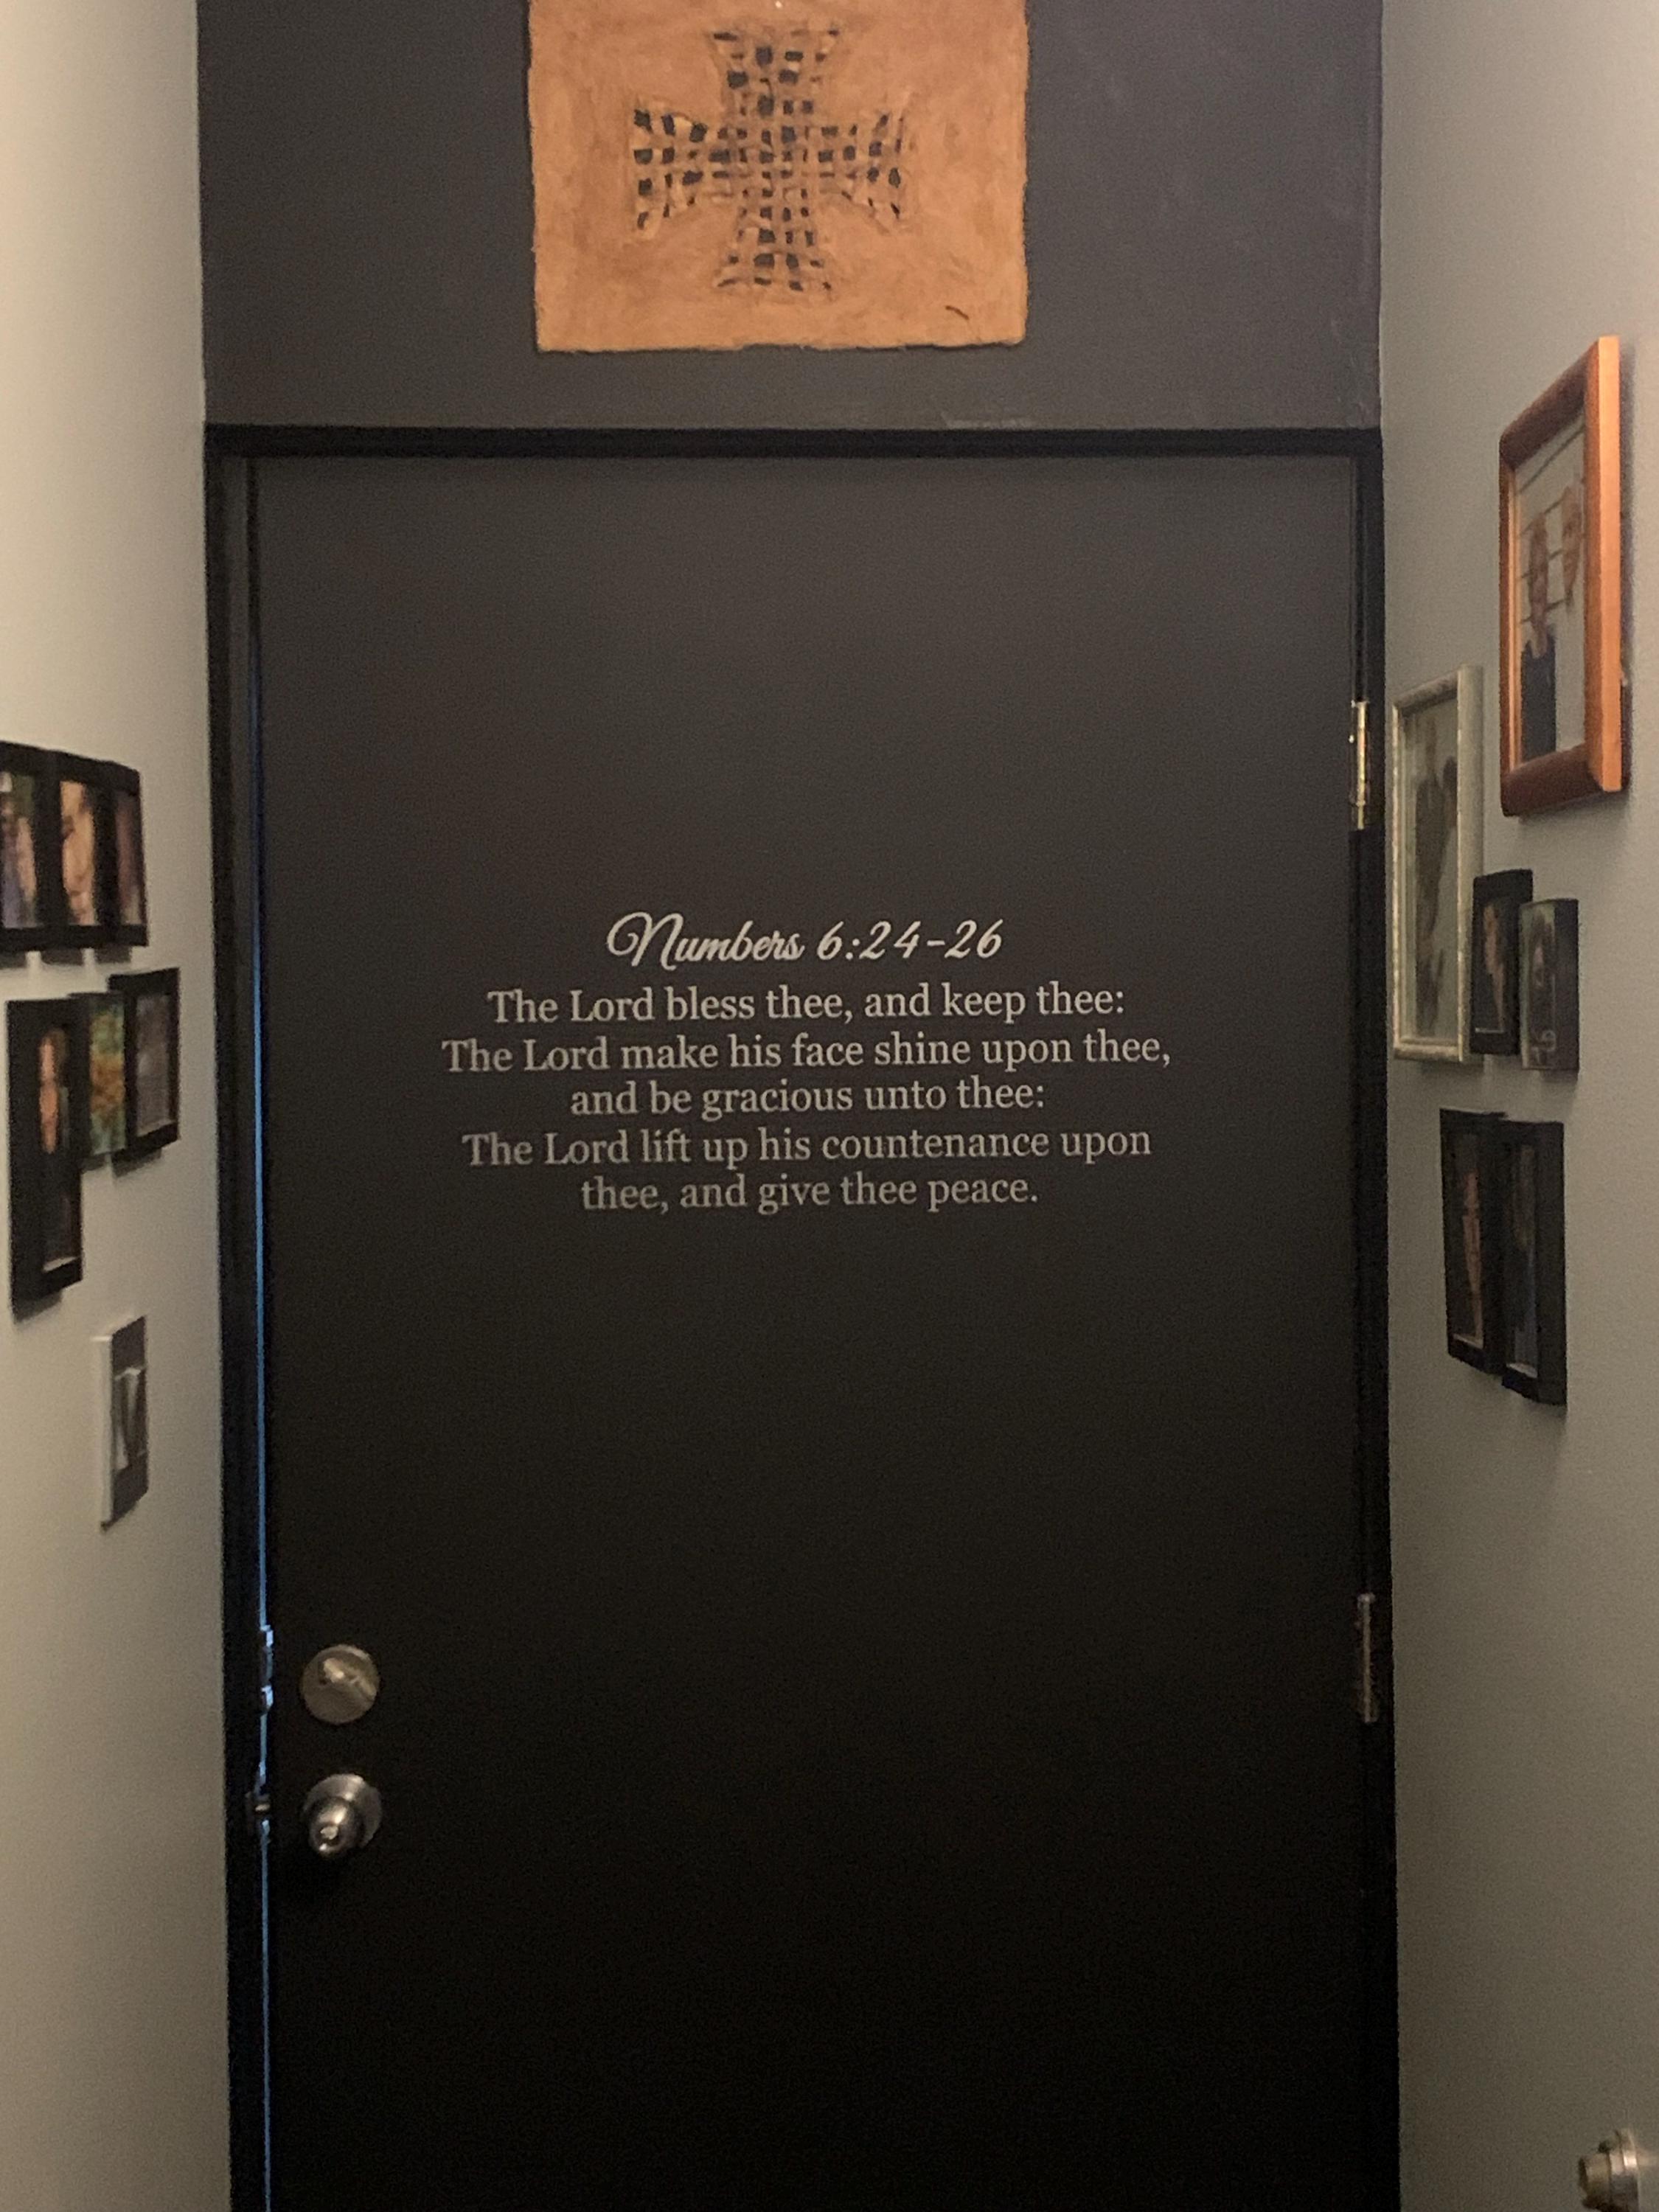 Numbers 6:24-26
The Lord bless thee, and keep thee:
The Lord make his face shine upon thee,
and be gracious unto thee:
The Lord lift up his countenance upon
thee, and give thee peace.
M